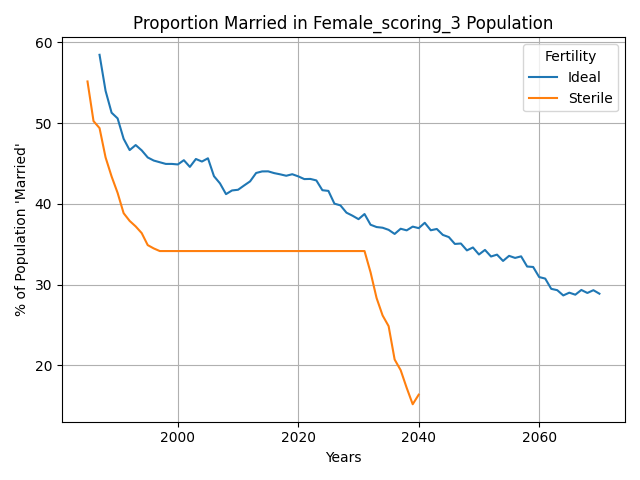 Proportion Married in Female_scoring_3 Population
% of Population 'Married'
60
50
40
30
20
Fertility
Ideal
Sterile
2000
2020
2040
2060
Years